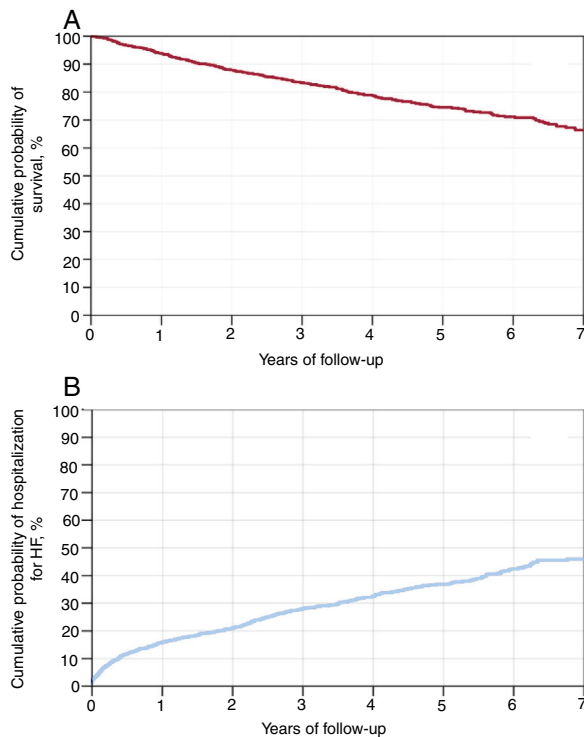 A
Cumulative probability of
survival, %
100
90
80
70
60
50
40
30
20
10
0
0 1 2 3 4 5 6 7
Years of follow-up
B
Cumulative probability of hospitalization
for HF, %
100
90
80
70
60
50
40
30
20
10
0
0 1 2 3 4 5 6 7
Years of follow-up